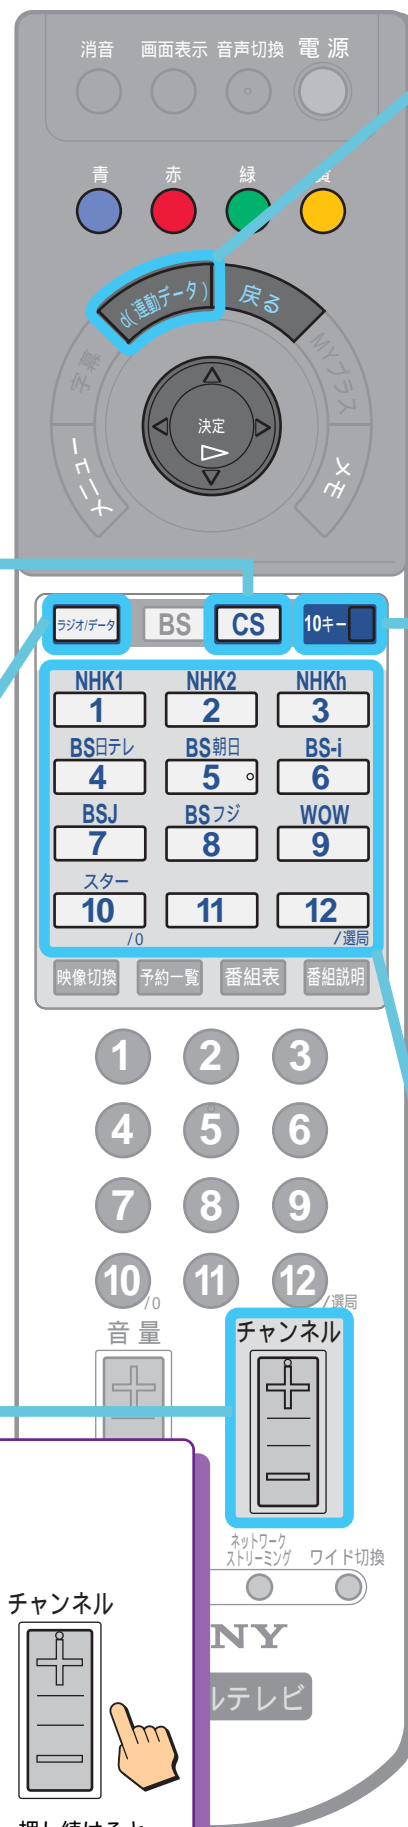 消音 画面表示 音声切換 電源
青 赤 緑 黄
d(連動データ) 戻る
字幕 MYプラス
決定
メニュー メモ
ラジオ/データ BS CS 10キー
NHK1 NHK2 NHKh
1 2 3
BS日テレ BS朝日 BS-i
4 5 6
BSJ BSフジ WOW
7 8 9
スター
10 11 12
/0 /選局
映像切換 予約一覧 番組表 番組説明
1 2 3
4 5 6
7 8 9
10 /0 11 12 /選局
音量 チャンネル
ネットワーク
ストリーミング ワイド切換
チャンネル
NY
ルテレビ
押し続けると